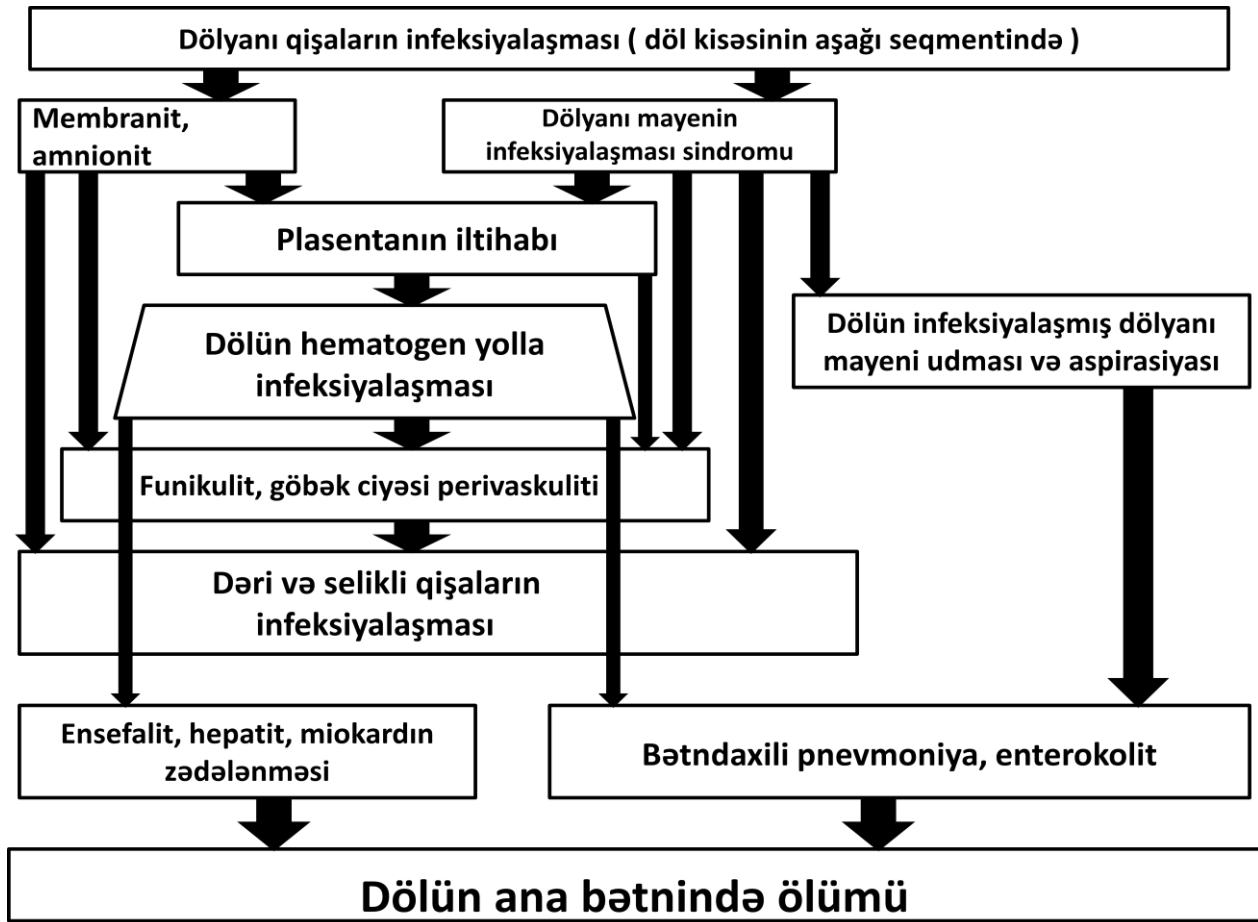 Dölyanı qişaların infeksiyalaşması ( döl kisəsinin aşağı seqmentində )
Membranit,
amnionit
Dölyanı mayenin
infeksiyalaşması sindromu
Plasentanın iltihabı
Dölün hematogen yolla
infeksiyalaşması
Dölün infeksiyalaşmış dölyanı
mayeni udması və aspirasiyası
Funikulit, göbək ciyəsi perivaskuliti
Dəri və selikli qişaların
infeksiyalaşması
Ensefalit, hepatit, miokardın
zədələnməsi
Bətndaxili pnevmoniya, enterokolit
Dölün ana bətnində ölümü